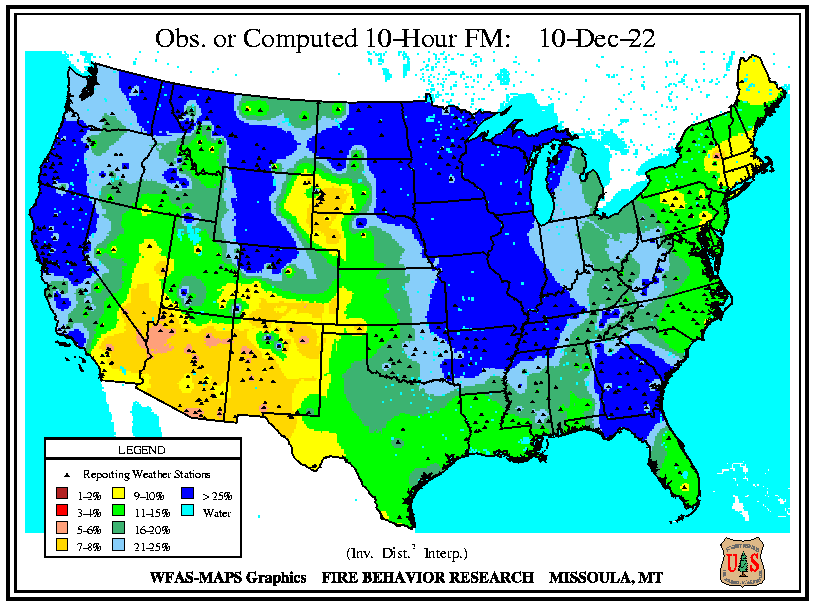 Obs. or Computed 10-Hour FM: 10-Dec-22
LEGEND
Reporting Weather Stations
1-2% 9-10% > 25%
3-4% 11-15% Water
5-6% 16-20%
7-8% 21-25%
(Inv. Dist.² Interp.)
WFAS-MAPS Graphics FIRE BEHAVIOR RESEARCH MISSOULA, MT
U S